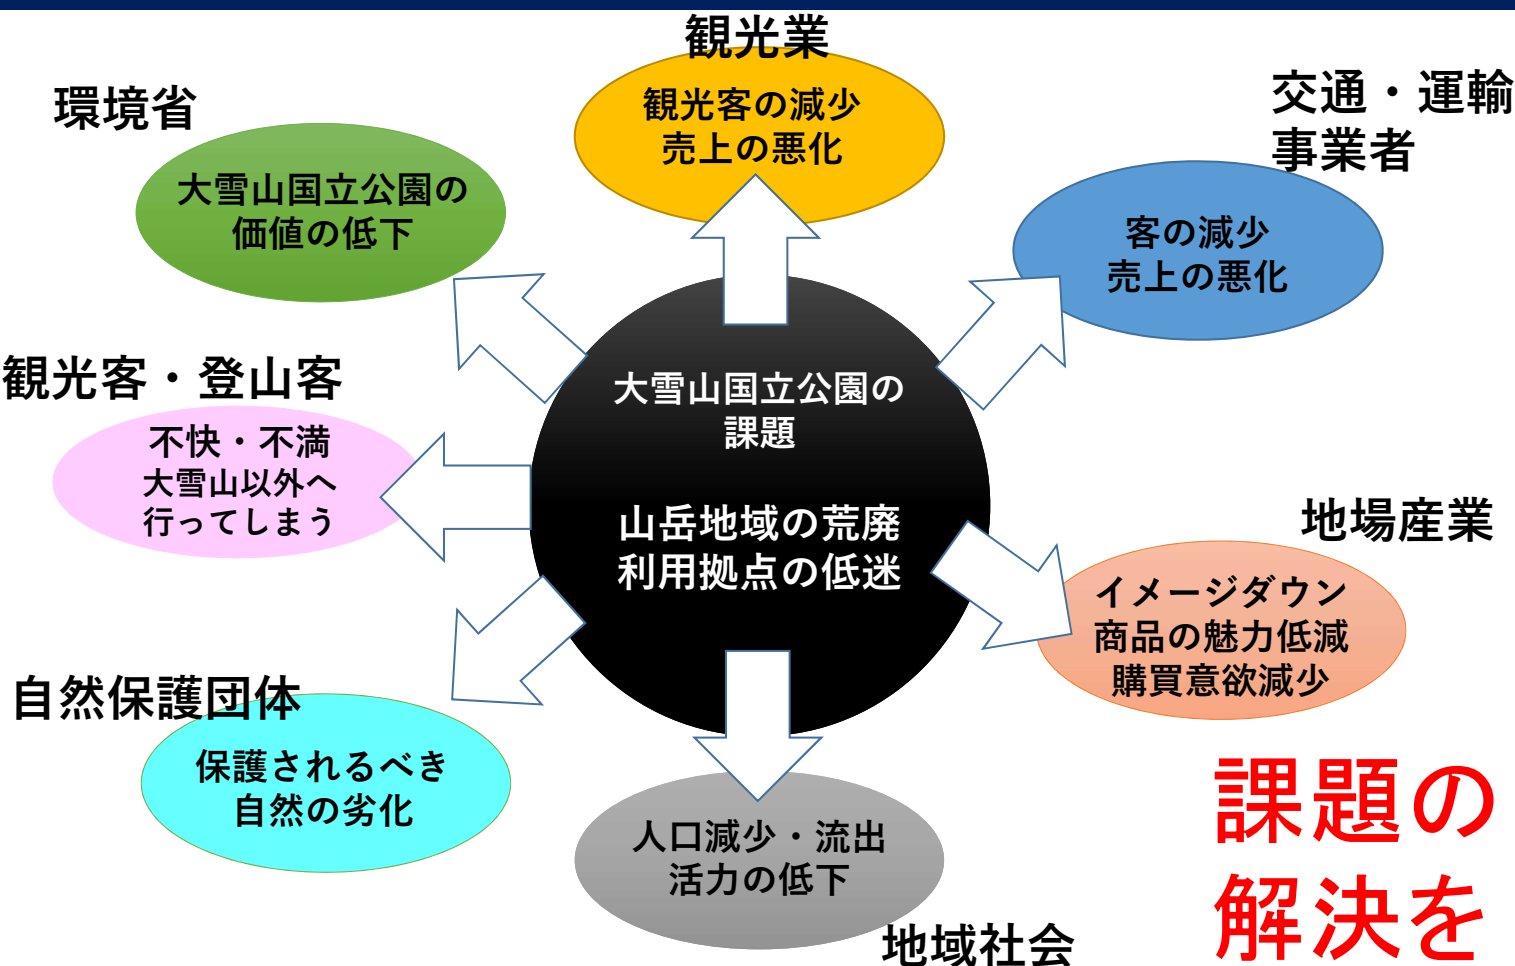 観光業
観光客の減少
売上の悪化
環境省
大雪山国立公園の
価値の低下
交通・運輸
事業者
客の減少
売上の悪化
観光客・登山客
不快・不満
大雪山以外へ
行ってしまう
大雪山国立公園の
課題
山岳地域の荒廃
利用拠点の低迷
地場産業
イメージダウン
商品の魅力低減
購買意欲減少
自然保護団体
保護されるべき
自然の劣化
人口減少・流出
活力の低下
地域社会
課題の
解決を